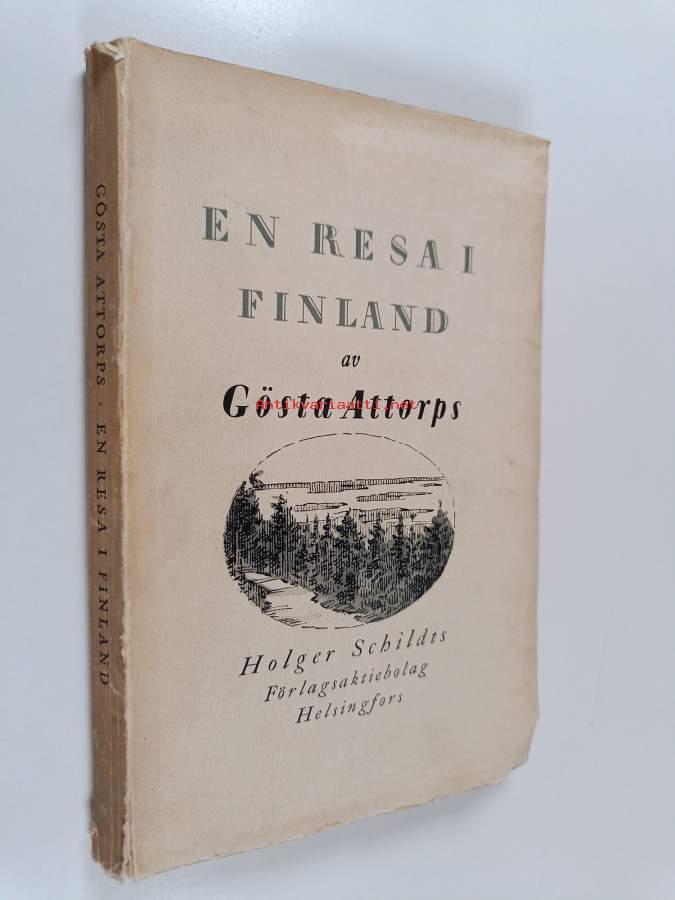 GÖSTA ATTORPS · EN RESA I FINLAND
EN RESA I
FINLAND
av
Gösta Attorps
Antikvariaatti.net
Holger Schildts
Förlagsaktiebolag
Helsingfors